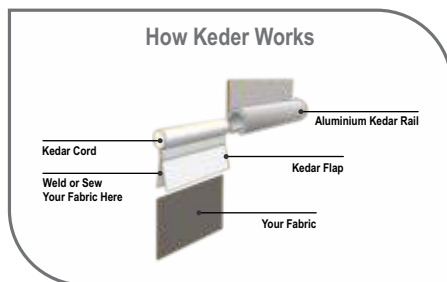 How Keder Works
Aluminium Kedar Rail
Kedar Cord
Kedar Flap
Weld or Sew
Your Fabric Here
Your Fabric